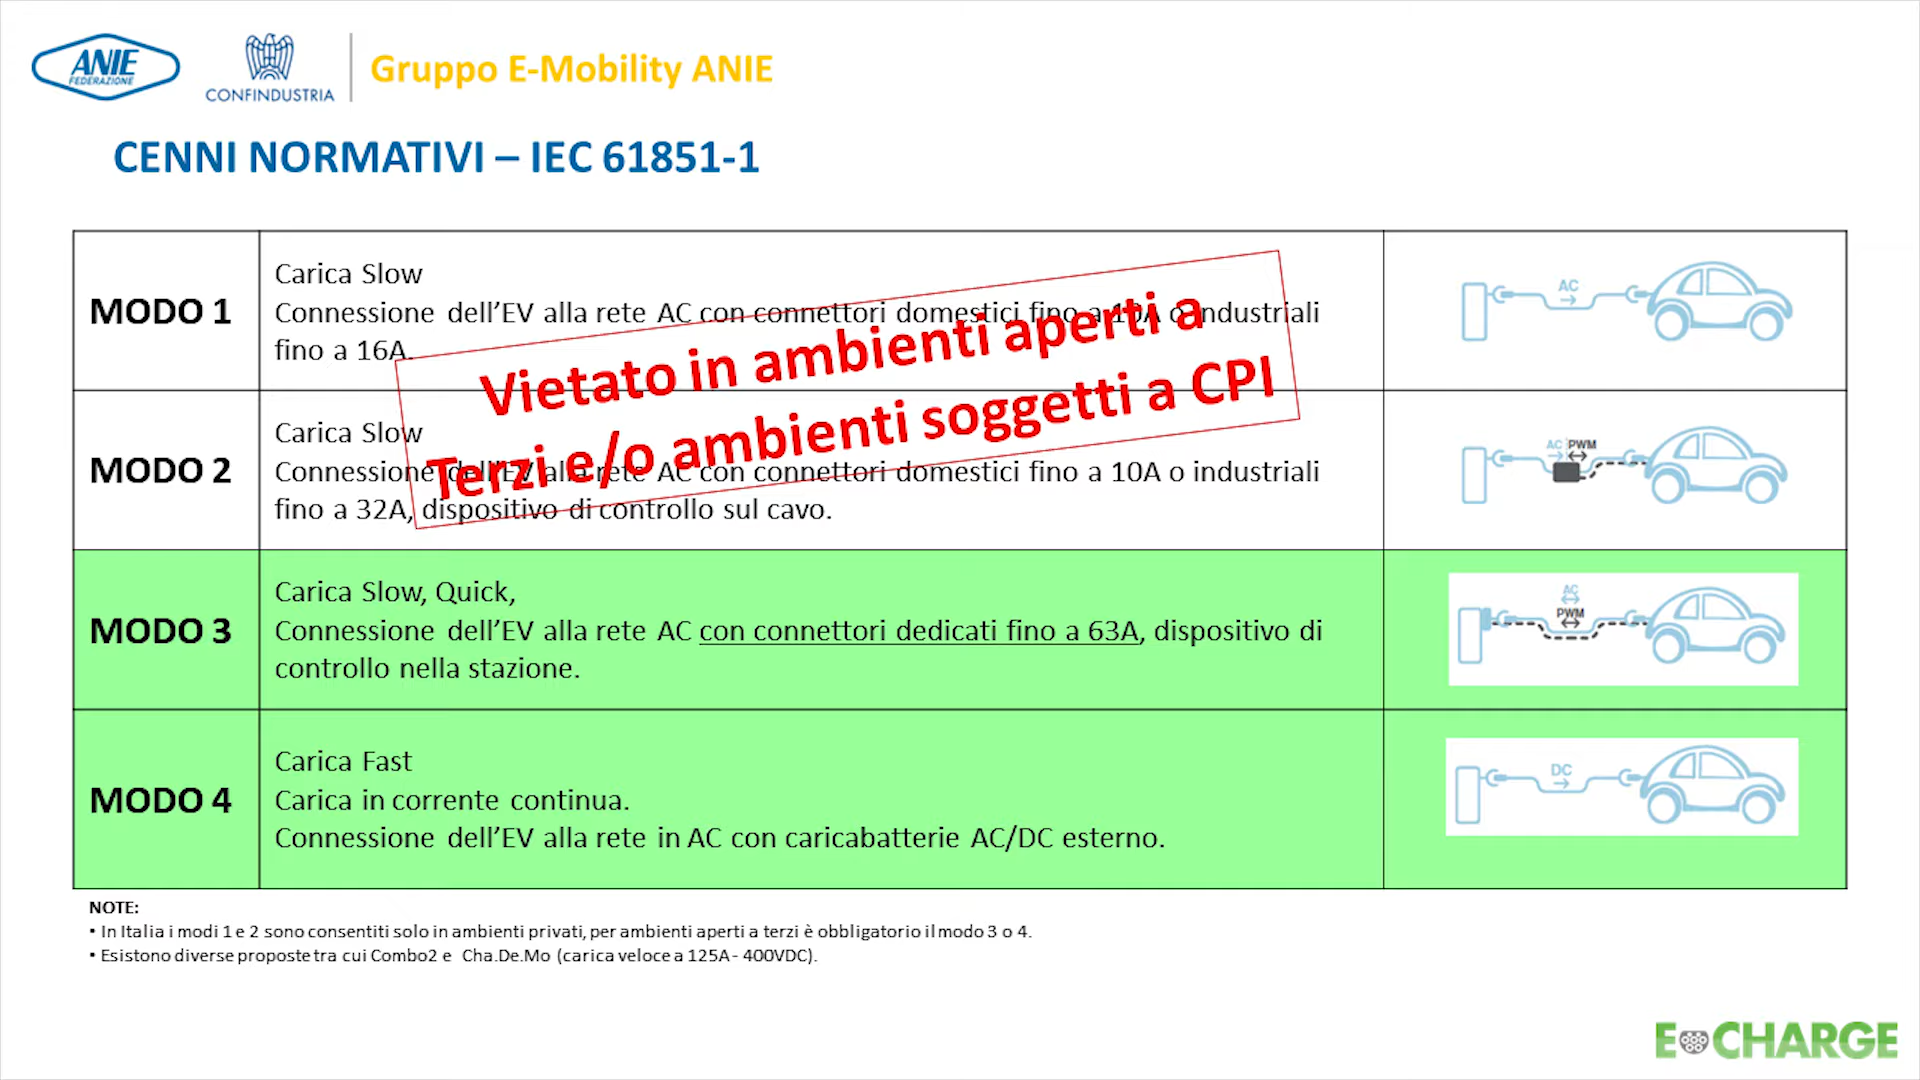 ANIE
FEDERAZIONE
CONFINDUSTRIA
Gruppo E-Mobility ANIE
CENNI NORMATIVI – IEC 61851-1
MODO 1
Carica Slow
Connessione dell’EV alla rete AC con connettori domestici fino a 10A o industriali
fino a 16A.
AC
Vietato in ambienti aperti a
Terzi e/o ambienti soggetti a CPI
MODO 2
Carica Slow
Connessione dell’EV alla rete AC con connettori domestici fino a 10A o industriali
fino a 32A, dispositivo di controllo sul cavo.
AC PWM
MODO 3
Carica Slow, Quick,
Connessione dell’EV alla rete AC con connettori dedicati fino a 63A, dispositivo di
controllo nella stazione.
AC
PWM
MODO 4
Carica Fast
Carica in corrente continua.
Connessione dell’EV alla rete in AC con caricabatterie AC/DC esterno.
DC
NOTE:
• In Italia i modi 1 e 2 sono consentiti solo in ambienti privati, per ambienti aperti a terzi è obbligatorio il modo 3 o 4.
• Esistono diverse proposte tra cui Combo2 e Cha.De.Mo (carica veloce a 125A - 400VDC).
E CHARGE